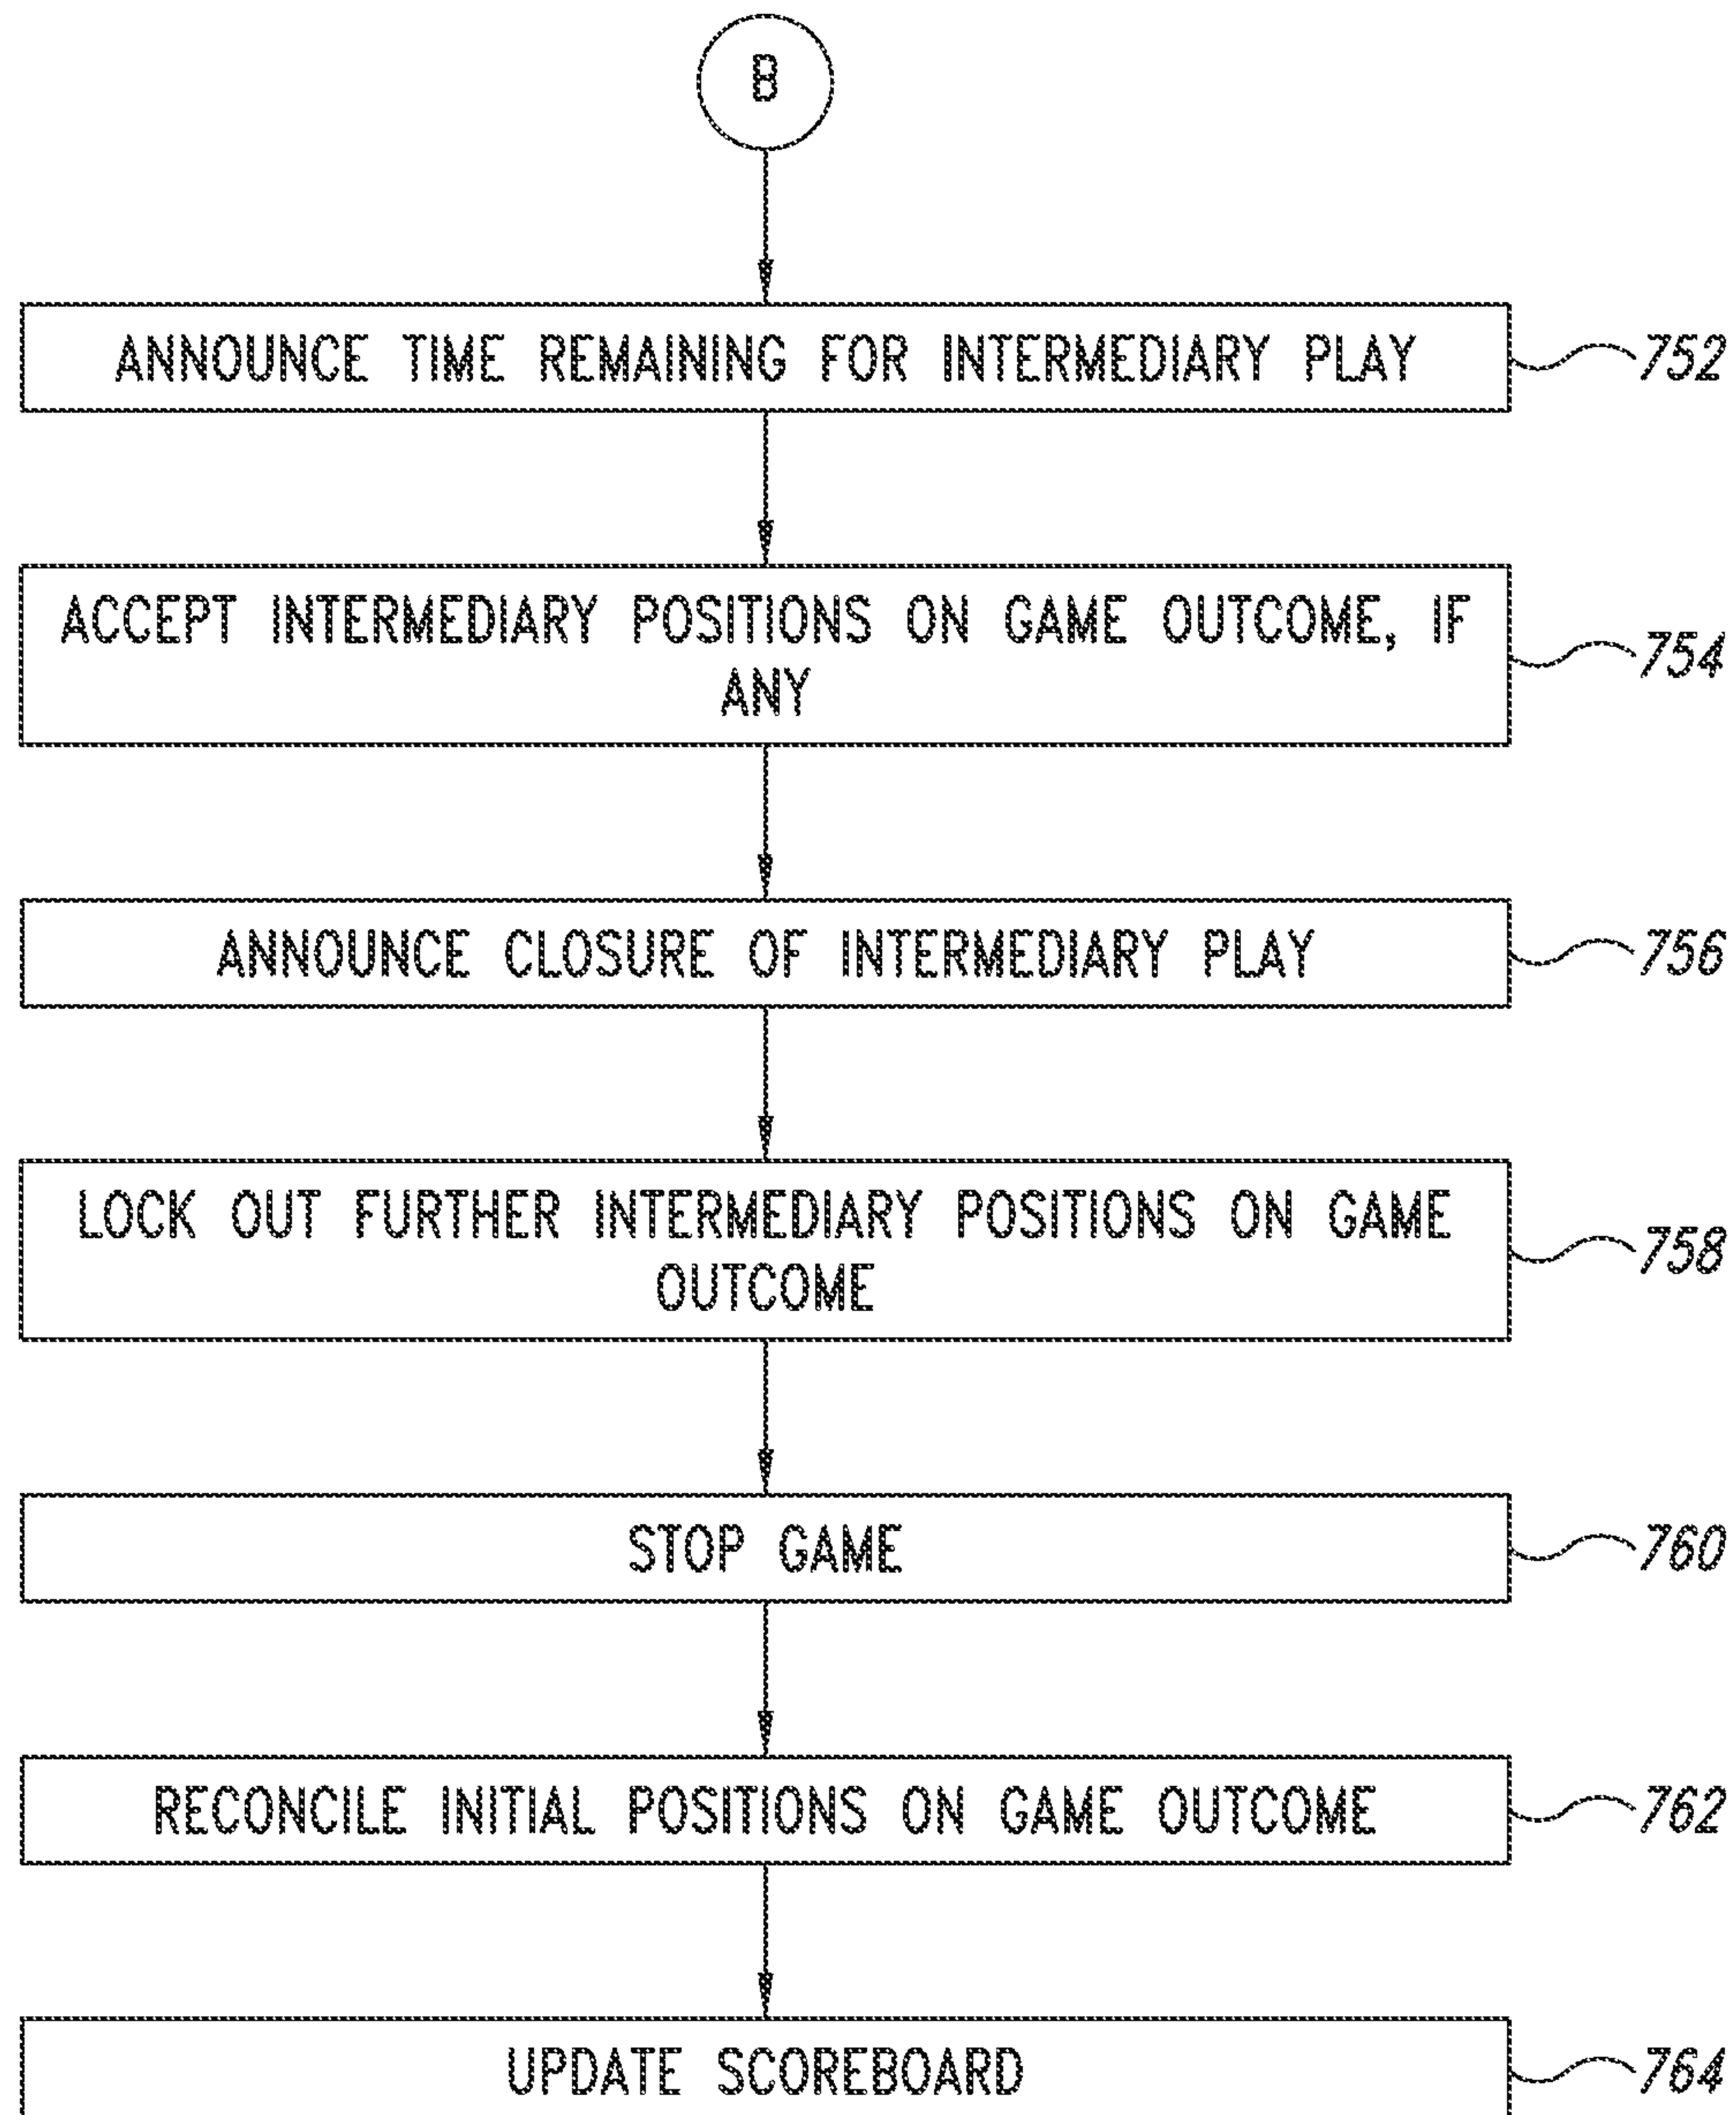 B
ANNOUNCE TIME REMAINING FOR INTERMEDIARY PLAY
752
ACCEPT INTERMEDIARY POSITIONS ON GAME OUTCOME, IF
ANY
754
ANNOUNCE CLOSURE OF INTERMEDIARY PLAY
756
LOCK OUT FURTHER INTERMEDIARY POSITIONS ON GAME
OUTCOME
758
STOP GAME
760
RECONCILE INITIAL POSITIONS ON GAME OUTCOME
762
UPDATE SCOREBOARD
764